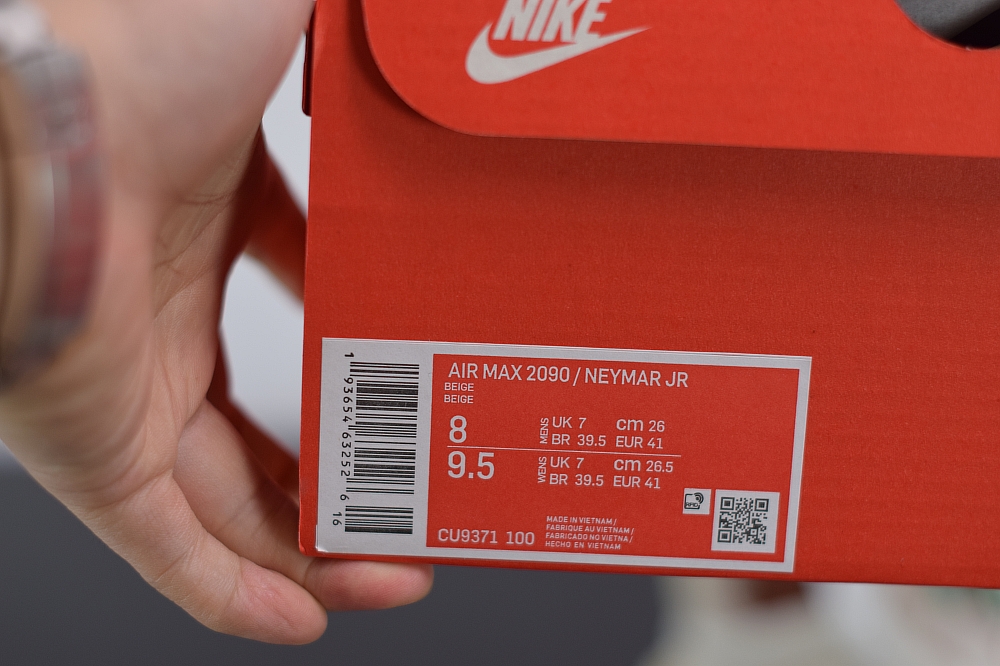 NIKE
AIR MAX 2090 / NEYMAR JR
BEIGE
BEIGE
8 MENS UK 7 cm 26
BR 39.5 EUR 41
9.5 WENS UK 7 cm 26.5
BR 39.5 EUR 41
RFID
CU9371 100
MADE IN VIETNAM /
FABRIQUE AU VIETNAM /
FABRICADO NO VIETNA /
HECHO EN VIETNAM
1 93654 63252 6 16